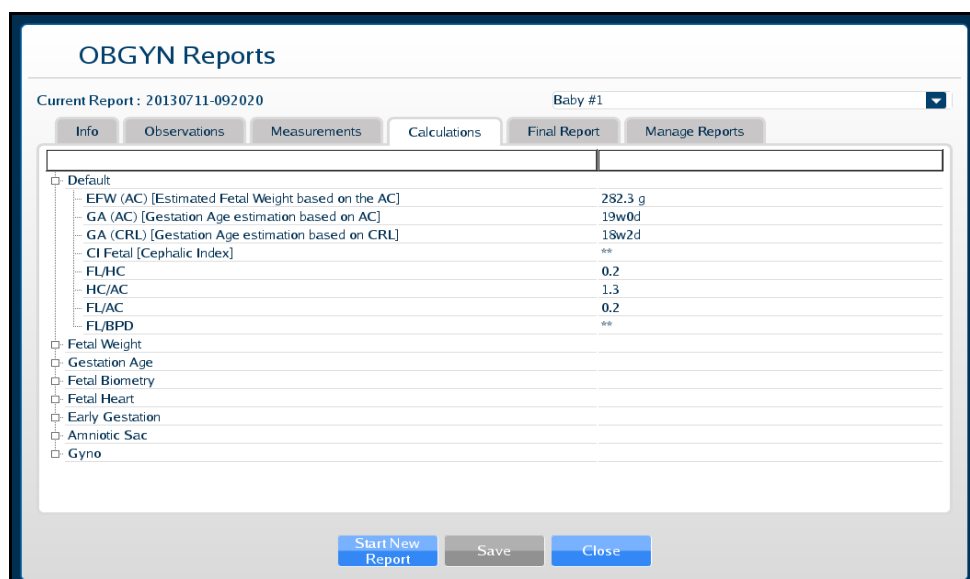 OBGYN Reports
Current Report : 20130711-092020 Baby #1
Info Observations Measurements Calculations Final Report Manage Reports
Default
EFW (AC) [Estimated Fetal Weight based on the AC] 282.3 g
GA (AC) [Gestation Age estimation based on AC] 19w0d
GA (CRL) [Gestation Age estimation based on CRL] 18w2d
CI Fetal [Cephalic Index] **
FL/HC 0.2
HC/AC 1.3
FL/AC 0.2
FL/BPD **
Fetal Weight
Gestation Age
Fetal Biometry
Fetal Heart
Early Gestation
Amniotic Sac
Gyno
Start New
Report Save Close